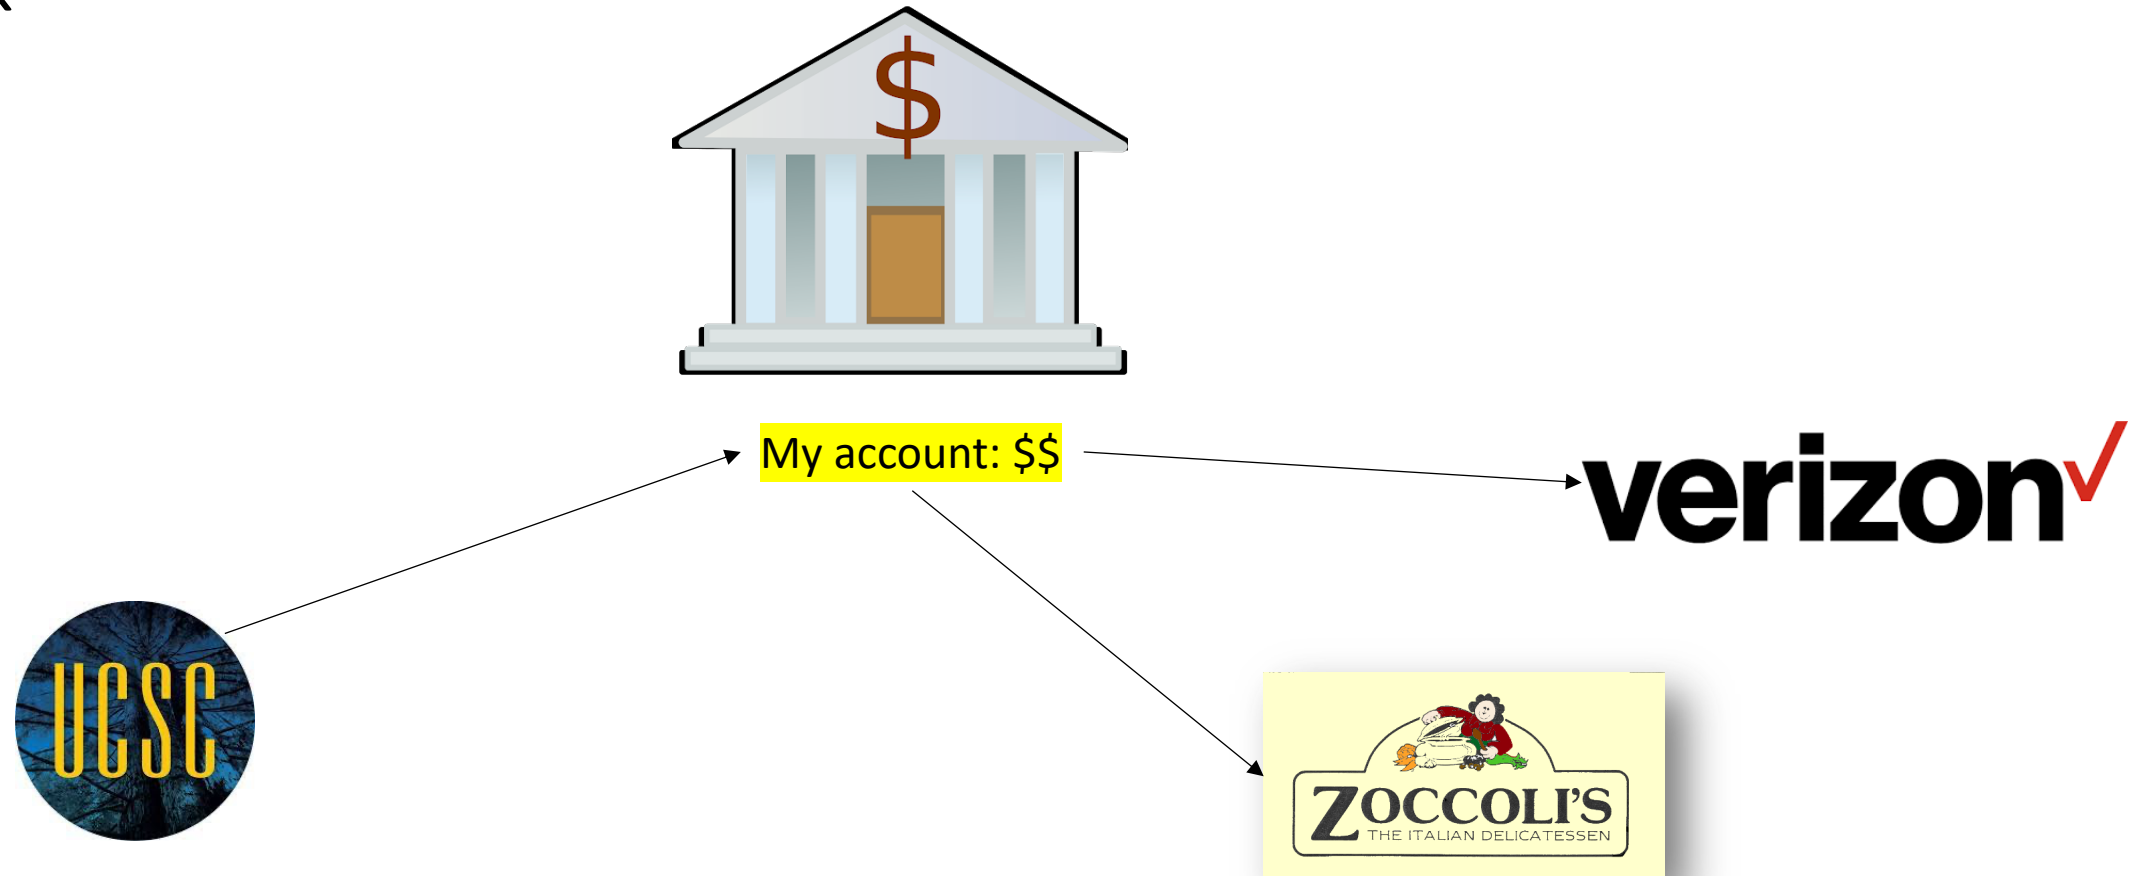 $
My account: $$
verizon
UCSC
ZOCCOLI'S
THE ITALIAN DELICATESSEN